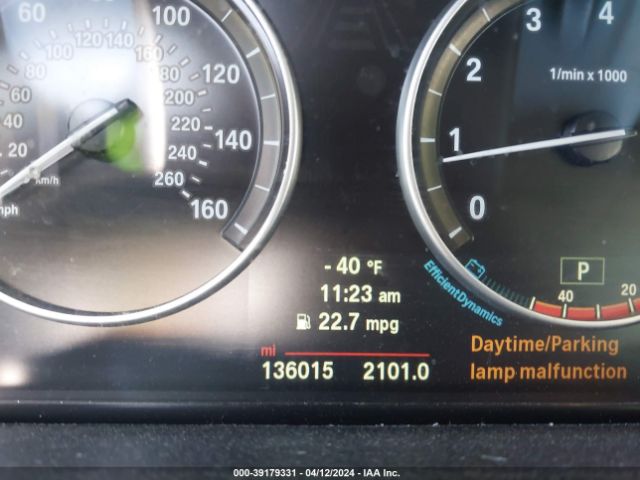 60 100
80 100 120 140
60 160
40 180 120
20 200
km/h 220 140
mph 240
260
160
3 4
2 1/min x 1000
1
0
EfficientDynamics
P
40 20
- 40 °F
11:23 am
22.7 mpg
mi
136015 2101.0
Daytime/Parking
lamp malfunction
000-39179331 - 04/12/2024 - IAA Inc.